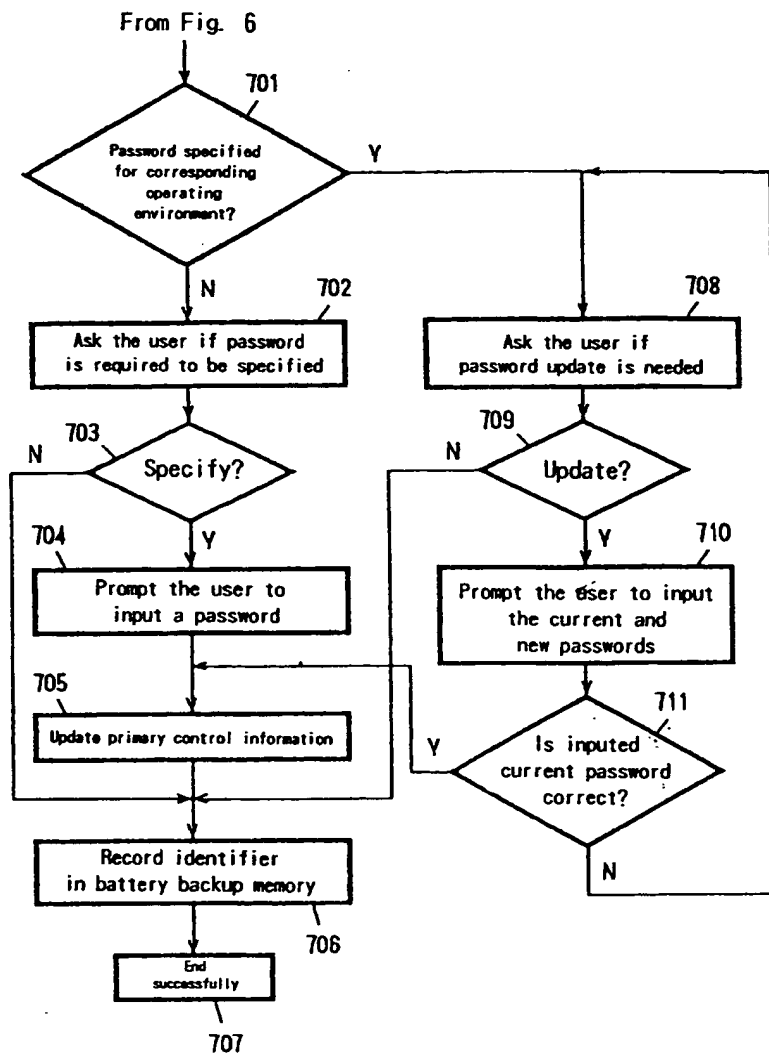 From Fig. 6
701
Password specified
for corresponding
operating
environment?
Y
N
702
Ask the user if password
is required to be specified
703
N
Specify?
Y
704
Prompt the user to
input a password
705
Update primary control information
Record identifier
in battery backup memory
706
End
successfully
707
708
Ask the user if
password update is needed
709
N
Update?
Y
710
Prompt the user to input
the current and
new passwords
711
Y
Is inputed
current password
correct?
N